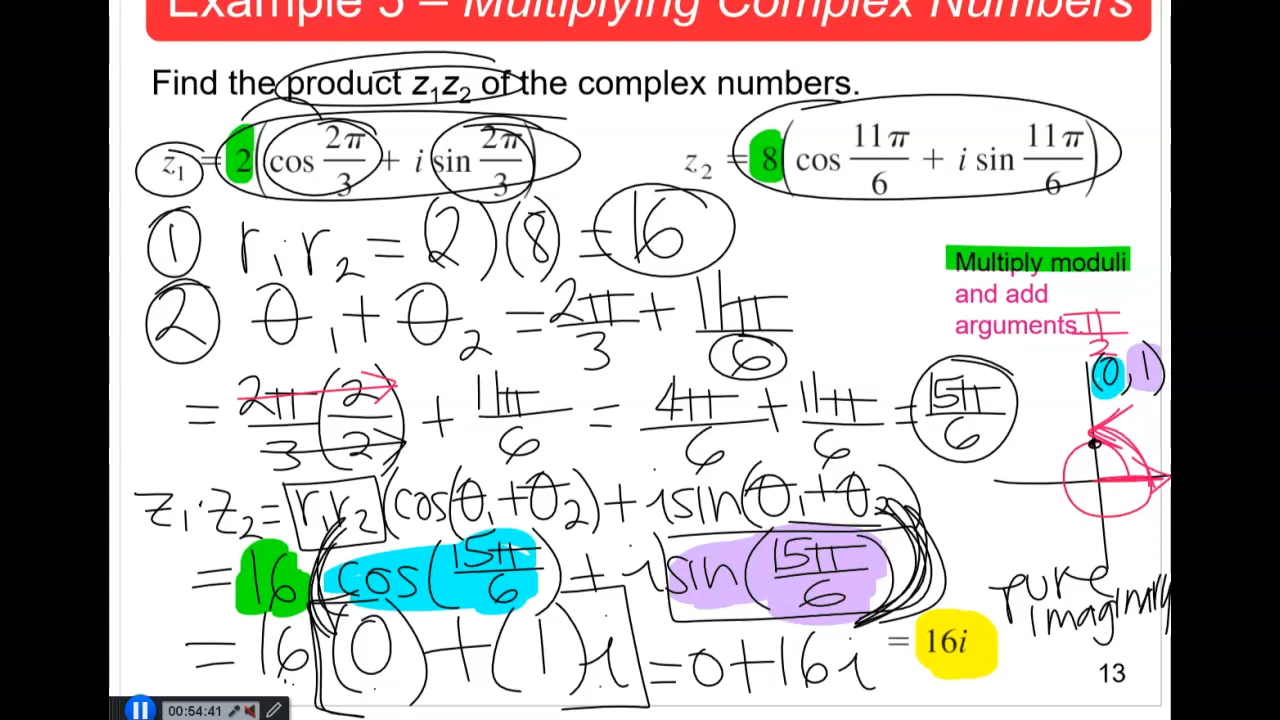 Example 5 – Multiplying Complex Numbers
Find the product z₁z₂ of the complex numbers.
z₁ = 2(cos 2π/3 + i sin 2π/3)
z₂ = 8(cos 11π/6 + i sin 11π/6)
① r₁r₂ = (2)(8) = 16
② θ₁ + θ₂ = 2π/3 + 11π/6
Multiply moduli
and add
arguments.
π/2
(0, 1)
= 2π/3 (2/2) + 11π/6 = 4π/6 + 11π/6 = 15π/6
z₁·z₂ = r₁r₂ (cos(θ₁+θ₂) + i sin(θ₁+θ₂))
= 16 (cos(15π/6) + i sin(15π/6))
pure
imaginary
= 16 (0) + (1)i = 0 + 16i
= 16i
13
00:54:41